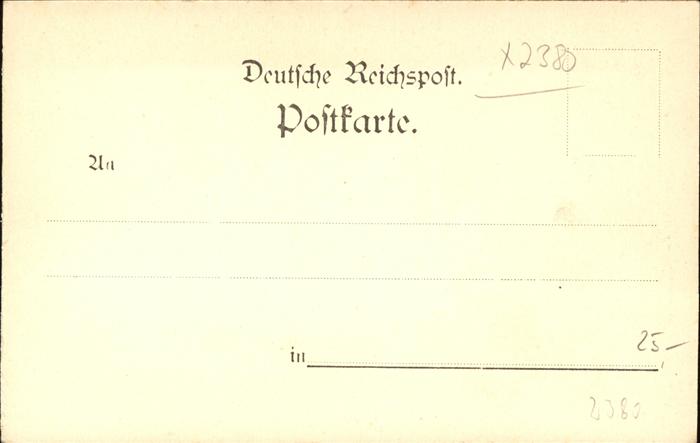 X2380
Deutsche Reichspost.
Postkarte.
An
in
25-
2380